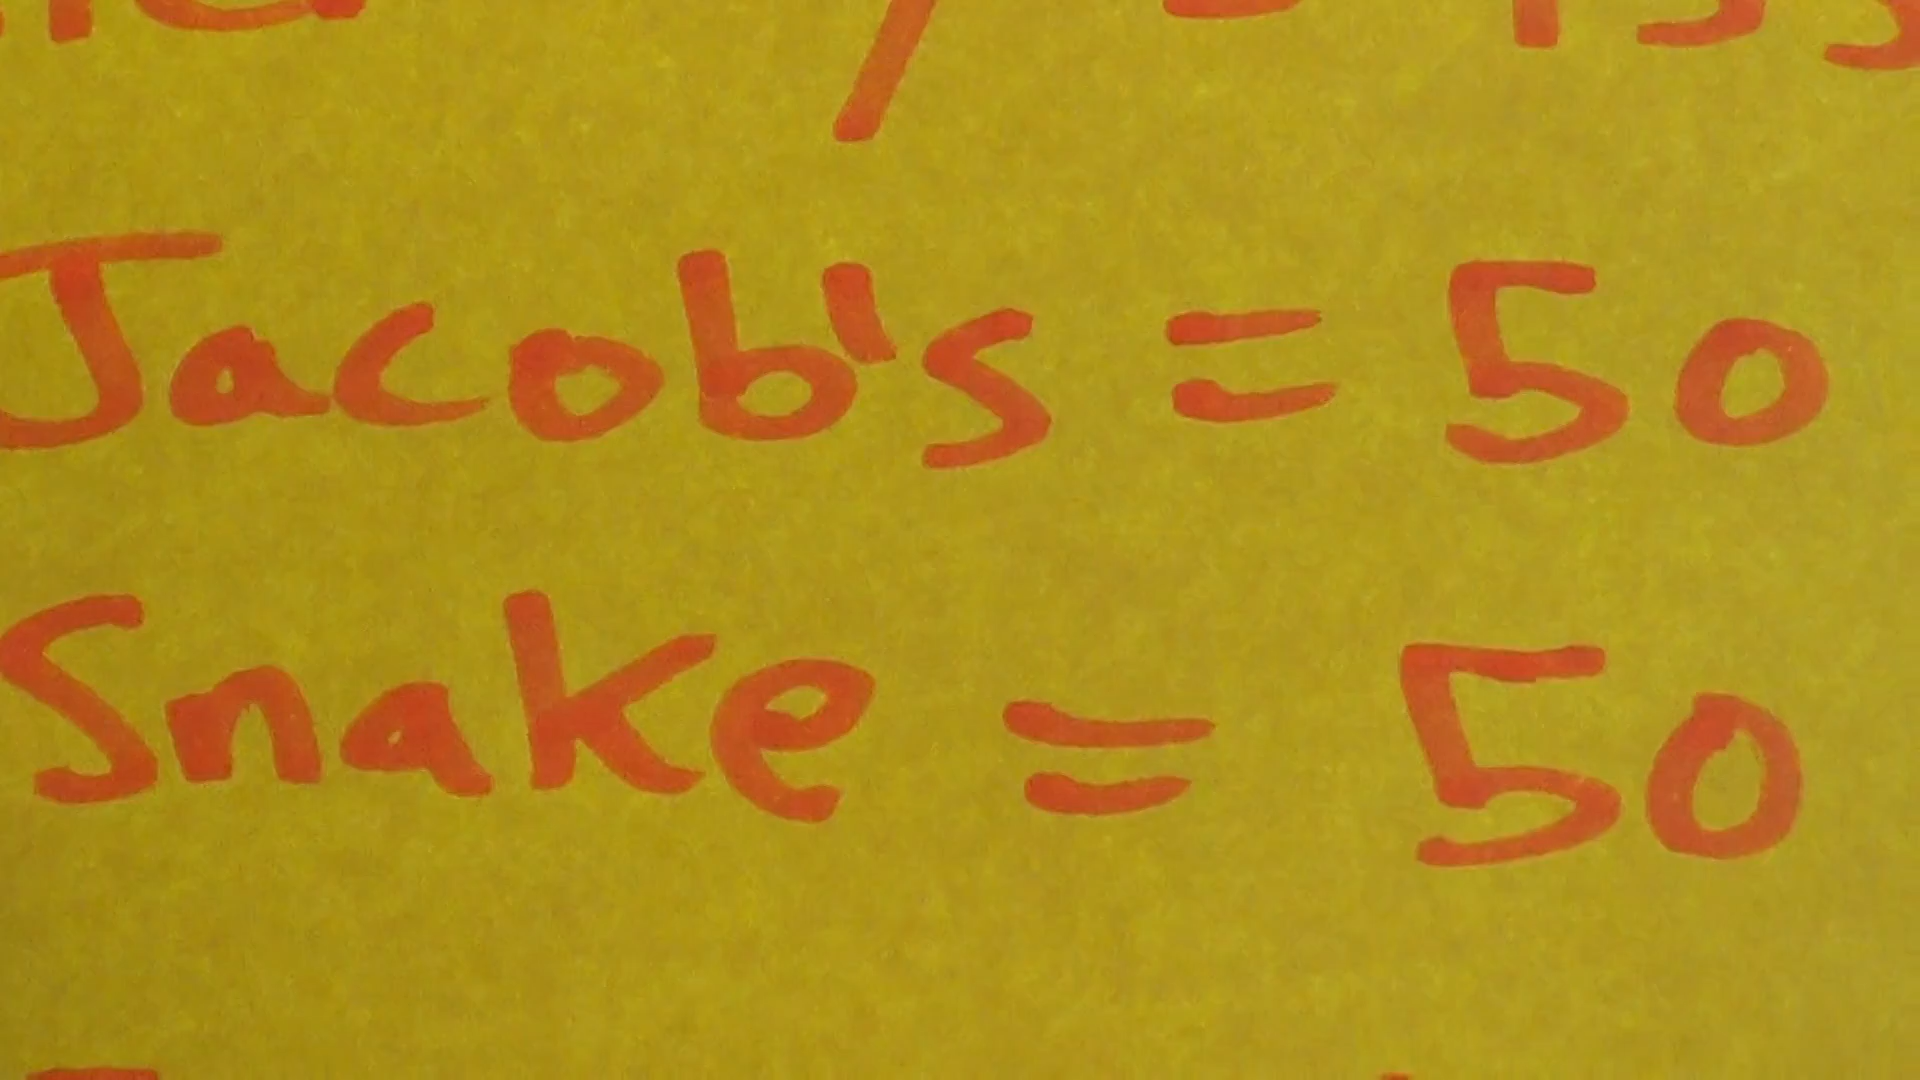 Jacob's = 50
Snake = 50